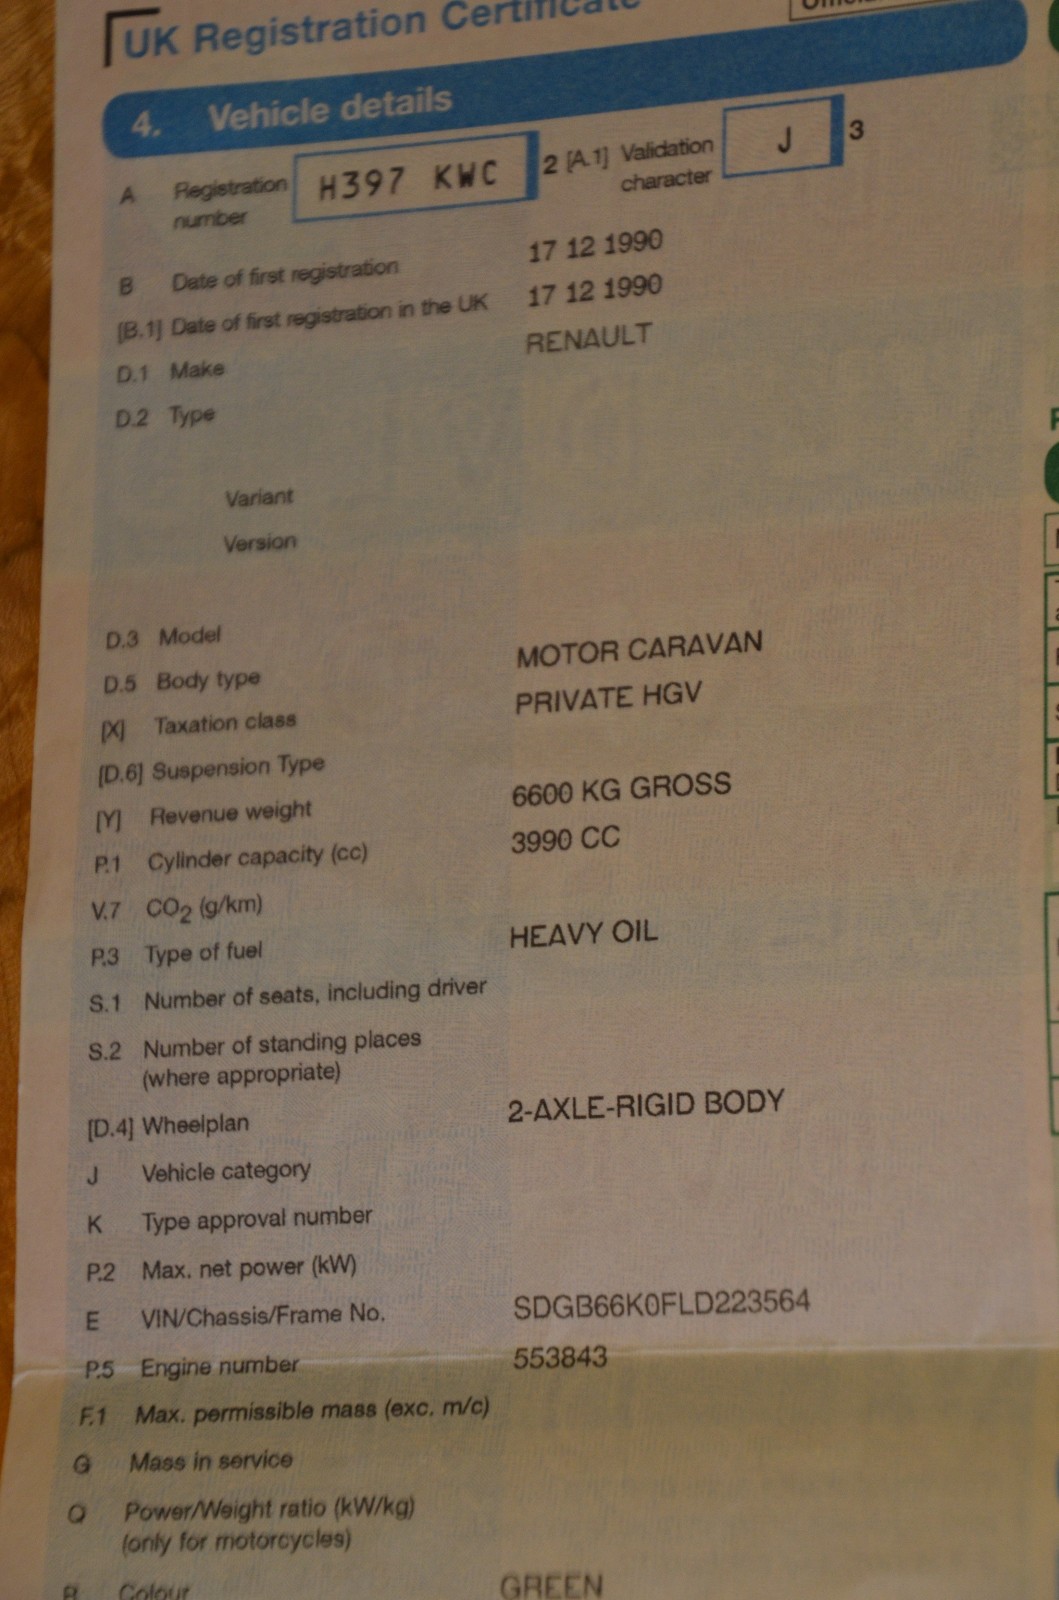 UK Registration Certificate
4. Vehicle details
A Registration number H397 KWC 2 [A.1] Validation character J 3
B Date of first registration 17 12 1990
[B.1] Date of first registration in the UK 17 12 1990
D.1 Make RENAULT
D.2 Type
Variant
Version
D.3 Model
D.5 Body type MOTOR CARAVAN
[X] Taxation class PRIVATE HGV
[D.6] Suspension Type
[Y] Revenue weight 6600 KG GROSS
P.1 Cylinder capacity (cc) 3990 CC
V.7 CO2 (g/km)
P.3 Type of fuel HEAVY OIL
S.1 Number of seats, including driver
S.2 Number of standing places
(where appropriate)
[D.4] Wheelplan 2-AXLE-RIGID BODY
J Vehicle category
K Type approval number
P.2 Max. net power (kW)
E VIN/Chassis/Frame No. SDGB66K0FLD223564
P.5 Engine number 553843
F.1 Max. permissible mass (exc. m/c)
G Mass in service
Q Power/Weight ratio (kW/kg)
(only for motorcycles)
R Colour GREEN